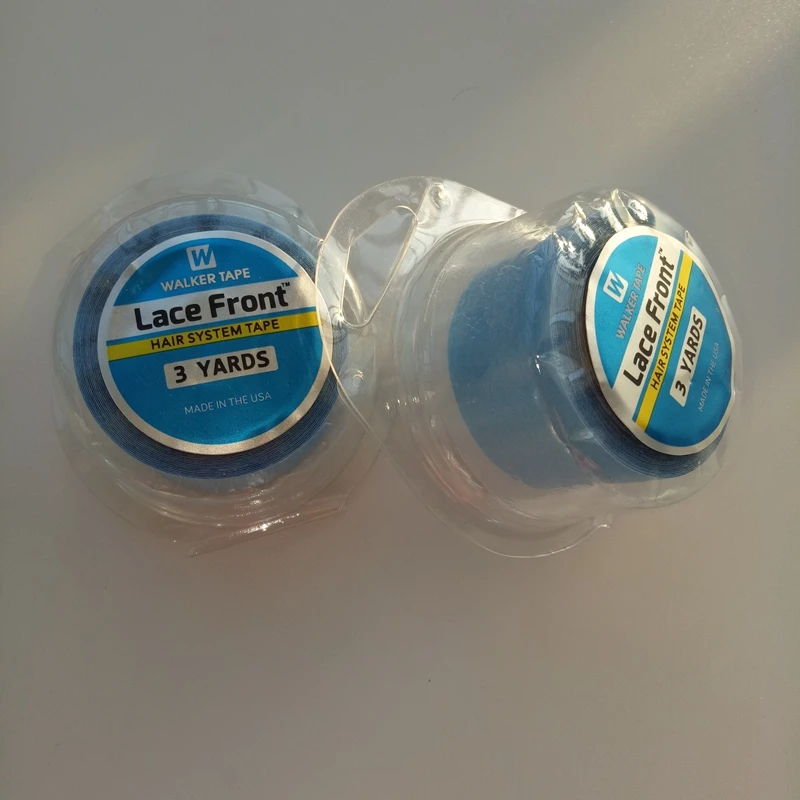 W
WALKER TAPE
Lace Front™
HAIR SYSTEM TAPE
3 YARDS
MADE IN THE USA
W
WALKER TAPE
Lace Front™
HAIR SYSTEM TAPE
3 YARDS
MADE IN THE USA